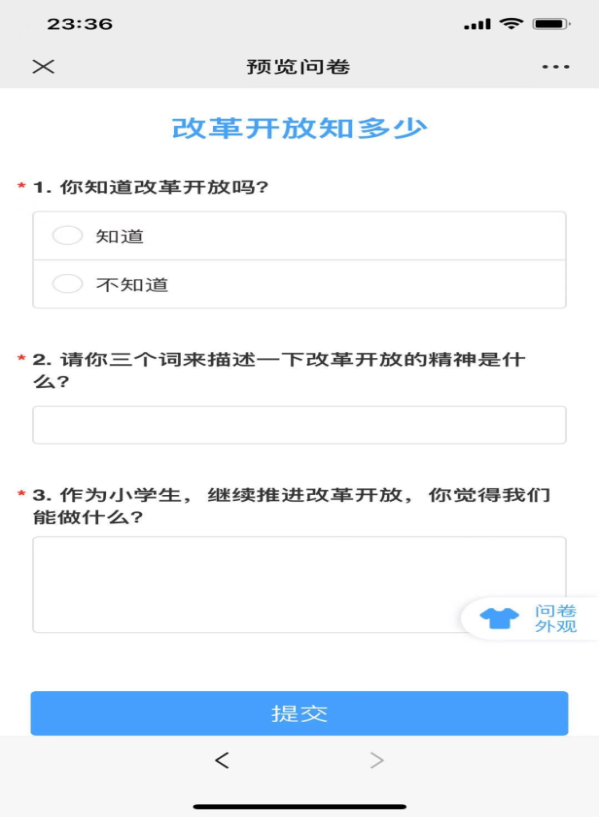 23:36
预览问卷
改革开放知多少
* 1. 你知道改革开放吗?
知道
不知道
* 2. 请你三个词来描述一下改革开放的精神是什
么?
* 3. 作为小学生，继续推进改革开放，你觉得我们
能做什么?
问卷
外观
提交